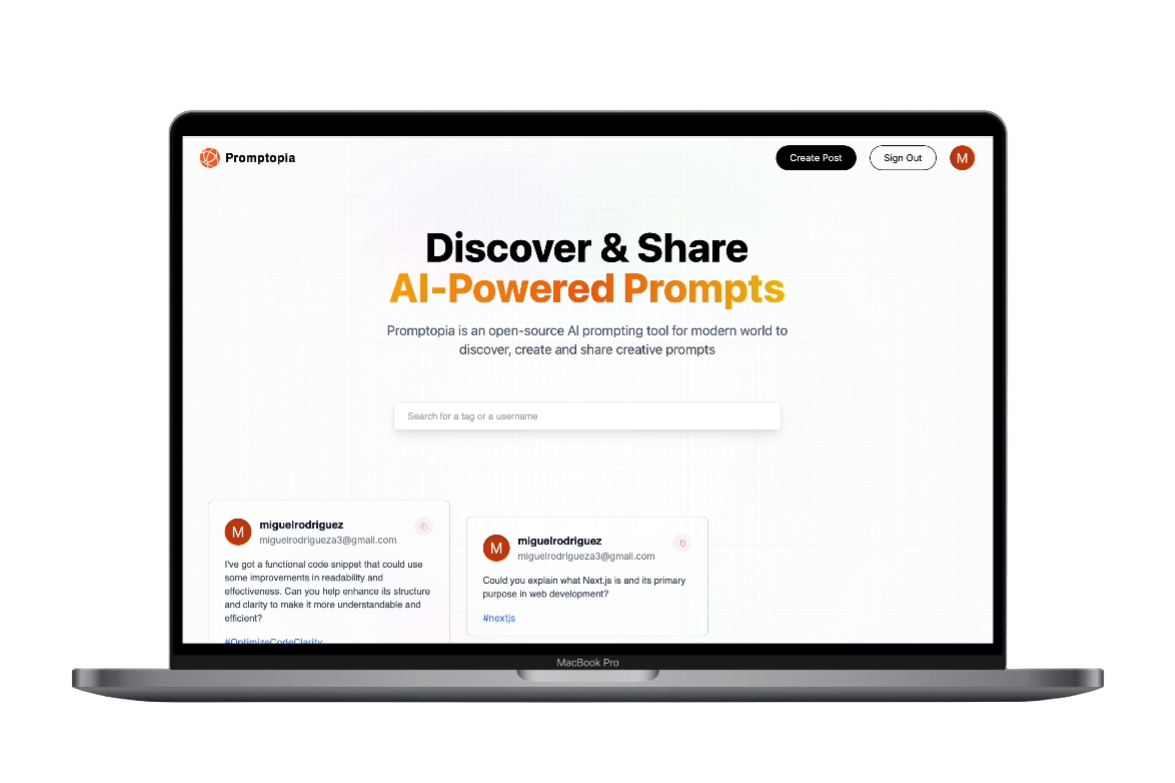 Promptopia
Create Post
Sign Out
M
Discover & Share
AI-Powered Prompts
Promptopia is an open-source AI prompting tool for modern world to
discover, create and share creative prompts
Search for a tag or a username
M
miguelrodriguez
miguelrodrigueza3@gmail.com
I've got a functional code snippet that could use
some improvements in readability and
effectiveness. Can you help enhance its structure
and clarity to make it more understandable and
efficient?
#OptimizeCodeClarity
M
miguelrodriguez
miguelrodrigueza3@gmail.com
Could you explain what Next.js is and its primary
purpose in web development?
#nextjs
MacBook Pro